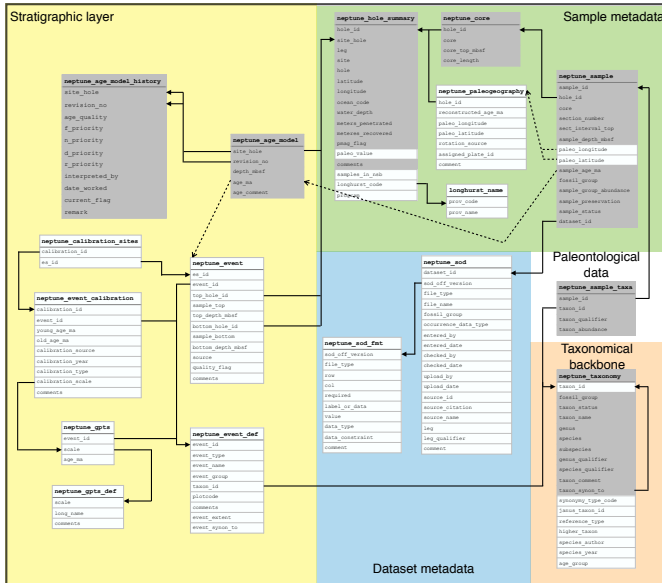 Stratigraphic layer
neptune_age_model_history
site_hole
revision_no
age_quality
f_priority
n_priority
d_priority
r_priority
interpreted_by
date_worked
current_flag
remark
neptune_age_model
site_hole
revision_no
depth_mbsf
age_ma
age_comment
neptune_calibration_sites
calibration_id
es_id
neptune_event
es_id
event_id
top_hole_id
sample_top
top_depth_mbsf
bottom_hole_id
sample_bottom
bottom_depth_mbsf
source
quality_flag
comments
neptune_event_calibration
calibration_id
event_id
young_age_ma
old_age_ma
calibration_source
calibration_year
calibration_type
calibration_scale
comments
neptune_gpts
event_id
scale
age_ma
neptune_gpts_def
scale
long_name
comments
neptune_event_def
event_id
event_type
event_name
event_group
taxon_id
plotcode
comments
event_extent
event_synon_to
Sample metadata
neptune_hole_summary
hole_id
site_hole
leg
site
hole
latitude
longitude
ocean_code
water_depth
meters_penetrated
meteres_recovered
pmag_flag
paleo_value
comments
samples_in_nsb
longhurst_code
program
neptune_core
hole_id
core
core_top_mbsf
core_length
neptune_paleogeography
hole_id
reconstructed_age_ma
paleo_longitude
paleo_latitude
rotation_source
assigned_plate_id
comment
longhurst_name
prov_code
prov_name
neptune_sample
sample_id
hole_id
core
section_number
sect_interval_top
sample_depth_mbsf
paleo_longitude
paleo_latitude
sample_age_ma
fossil_group
sample_group_abundance
sample_preservation
sample_status
dataset_id
Dataset metadata
neptune_sod_fmt
sod_off_version
file_type
row
col
required
label_or_data
value
data_type
data_constraint
comment
neptune_sod
dataset_id
sod_off_version
file_type
file_name
fossil_group
occurrence_data_type
entered_by
entered_date
checked_by
checked_date
upload_by
upload_date
source_id
source_citation
source_name
leg
leg_qualifier
comment
Paleontological
data
neptune_sample_taxa
sample_id
taxon_id
taxon_qualifier
taxon_abundance
Taxonomical
backbone
neptune_taxonomy
taxon_id
fossil_group
taxon_status
taxon_name
genus
species
subspecies
genus_qualifier
species_qualifier
taxon_comment
taxon_synon_to
synonymy_type_code
janus_taxon_id
reference_type
higher_taxon
species_author
species_year
age_group